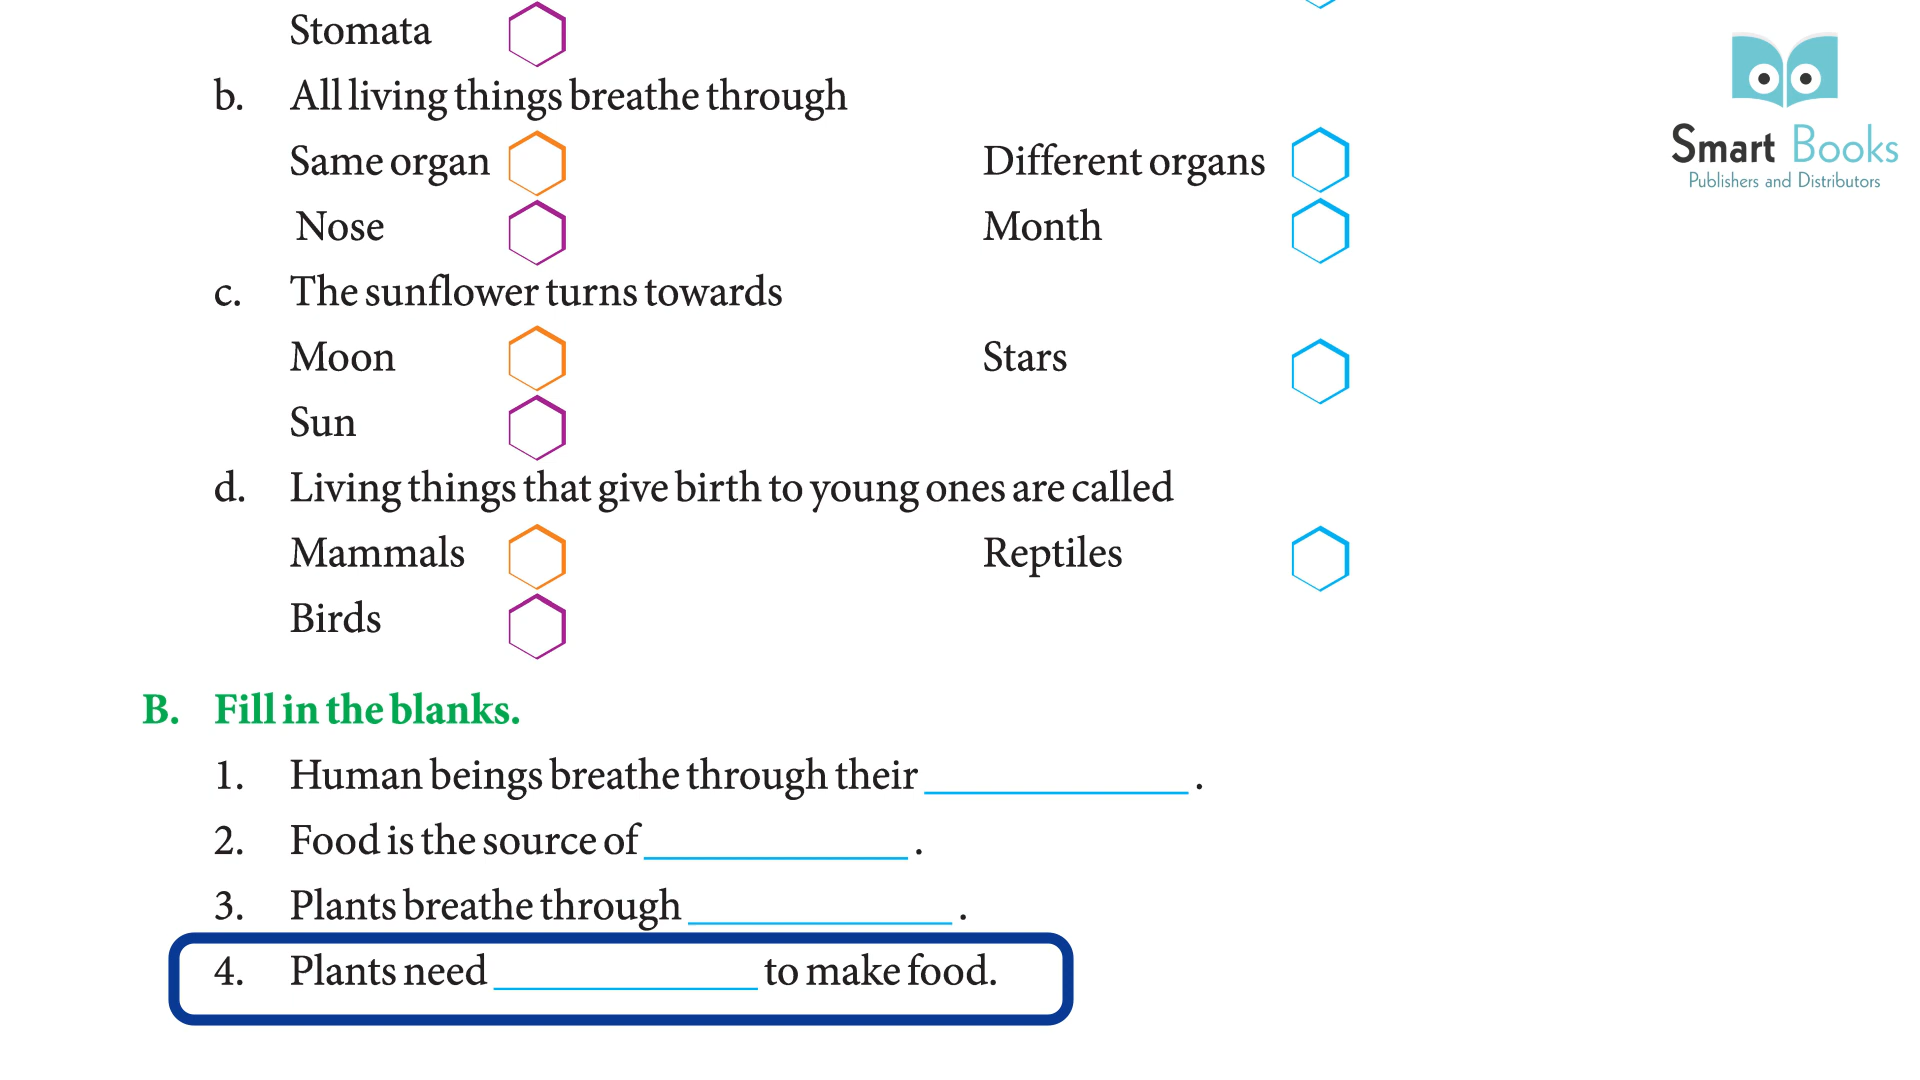 Stomata
b. All living things breathe through
Same organ Different organs
Nose Month
c. The sunflower turns towards
Moon Stars
Sun
d. Living things that give birth to young ones are called
Mammals Reptiles
Birds
B. Fill in the blanks.
1. Human beings breathe through their ____________ .
2. Food is the source of ____________ .
3. Plants breathe through ____________ .
4. Plants need ____________ to make food.
Smart Books
Publishers and Distributors